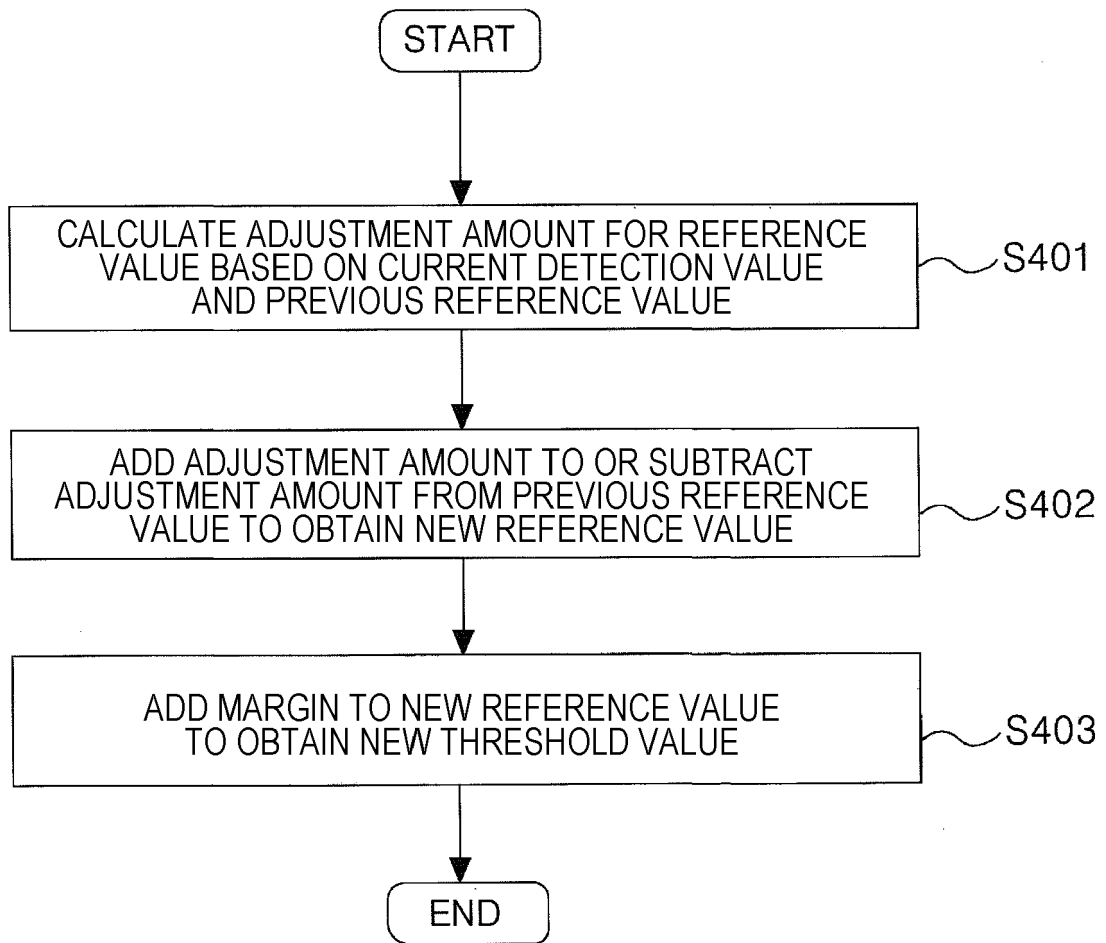 START
CALCULATE ADJUSTMENT AMOUNT FOR REFERENCE
VALUE BASED ON CURRENT DETECTION VALUE
AND PREVIOUS REFERENCE VALUE
S401
ADD ADJUSTMENT AMOUNT TO OR SUBTRACT
ADJUSTMENT AMOUNT FROM PREVIOUS REFERENCE
VALUE TO OBTAIN NEW REFERENCE VALUE
S402
ADD MARGIN TO NEW REFERENCE VALUE
TO OBTAIN NEW THRESHOLD VALUE
S403
END